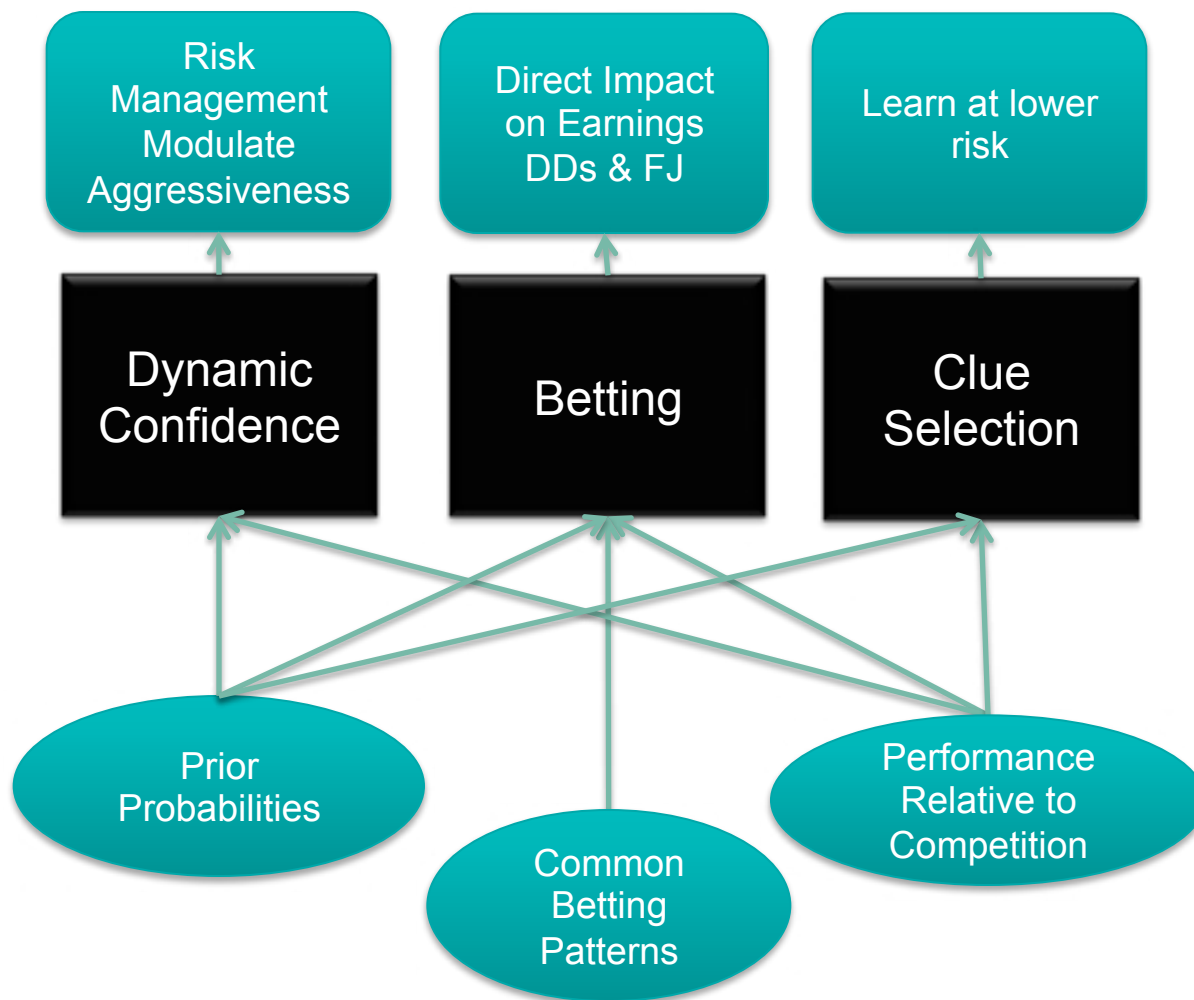 Risk
Management
Modulate
Aggressiveness
Direct Impact
on Earnings
DDs & FJ
Learn at lower
risk
Dynamic
Confidence
Betting
Clue
Selection
Prior
Probabilities
Common
Betting
Patterns
Performance
Relative to
Competition